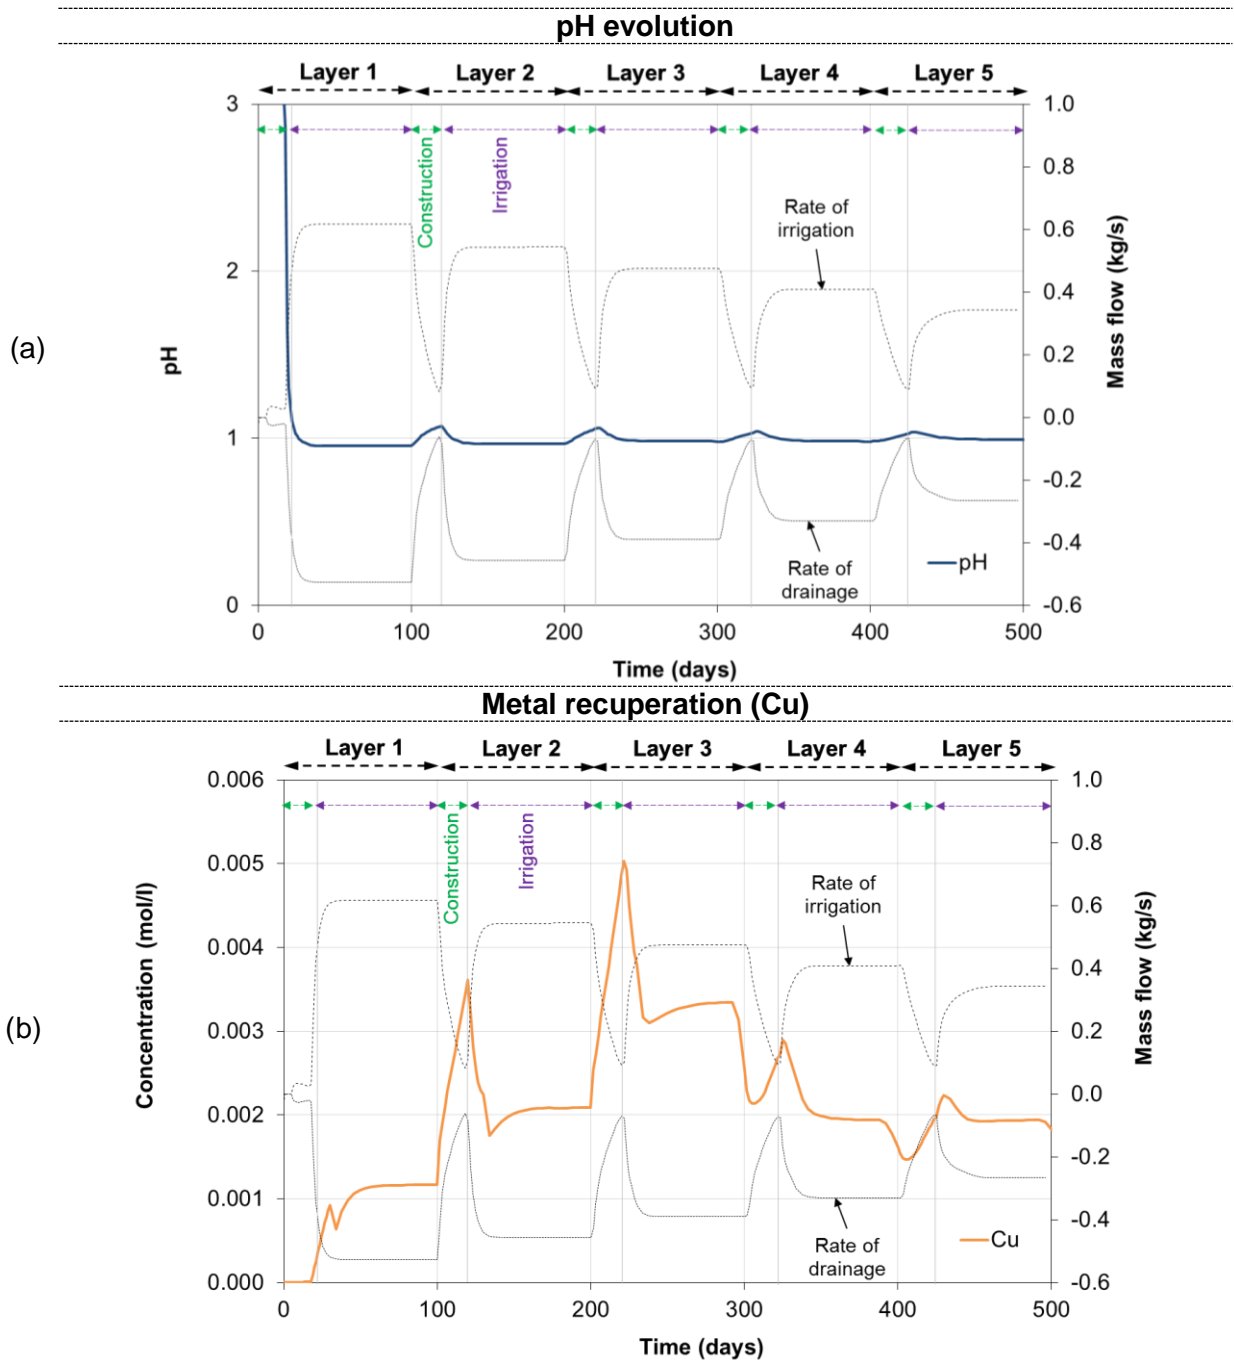 pH evolution
Layer 1 Layer 2 Layer 3 Layer 4 Layer 5
3 1.0
0.8
Construction
Irrigation
0.6
Rate of
irrigation
2 0.4
(a)
pH
Mass flow (kg/s)
0.2
0.0
1
-0.2
-0.4
Rate of
drainage
pH
0 -0.6
0 100 200 300 400 500
Time (days)
Metal recuperation (Cu)
Layer 1 Layer 2 Layer 3 Layer 4 Layer 5
0.006 1.0
0.005 0.8
Construction
Irrigation
0.6
Rate of
irrigation
0.004
0.4
(b)
Concentration (mol/l)
Mass flow (kg/s)
0.003 0.2
0.0
0.002
-0.2
0.001
-0.4
Rate of
drainage
Cu
0.000 -0.6
0 100 200 300 400 500
Time (days)